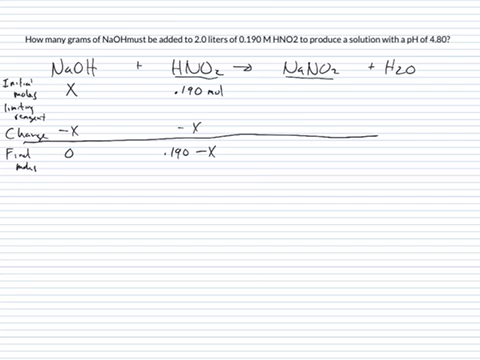 How many grams of NaOHmust be added to 2.0 liters of 0.190 M HNO2 to produce a solution with a pH of 4.80?
NaOH + HNO₂ → NaNO₂ + H2O
Initial
moles X .190 mol
limiting
reagent
Change -X -X
Final 0 .190 -X
moles